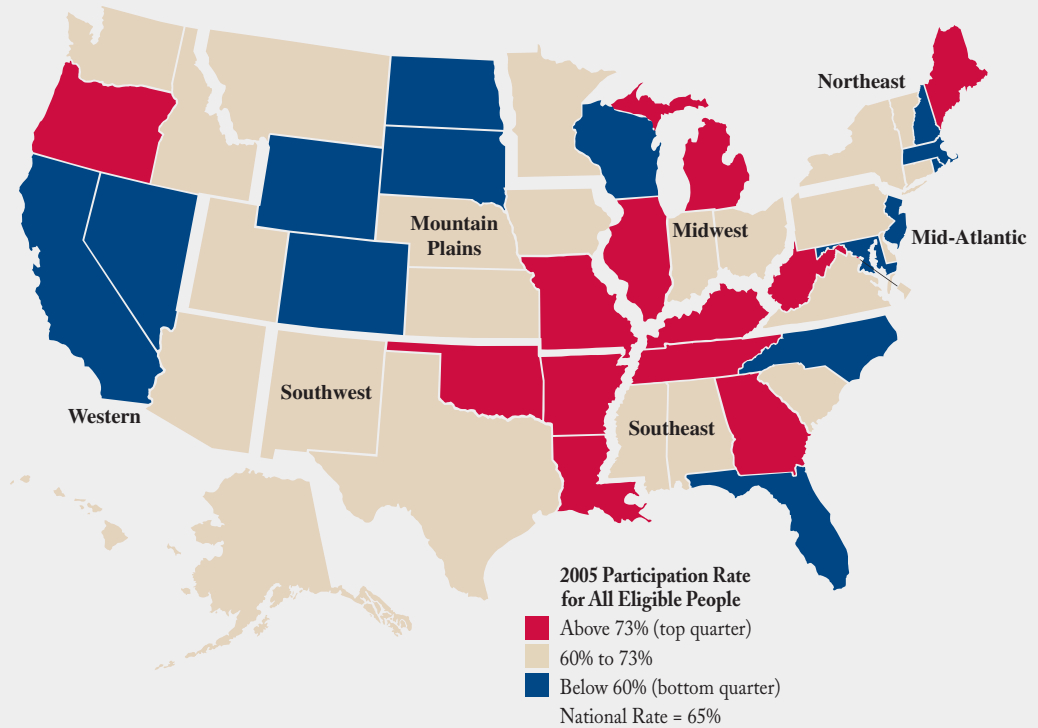 Northeast
Mountain
Plains
Midwest
Mid-Atlantic
Southwest
Western
Southeast
2005 Participation Rate
for All Eligible People
Above 73% (top quarter)
60% to 73%
Below 60% (bottom quarter)
National Rate = 65%